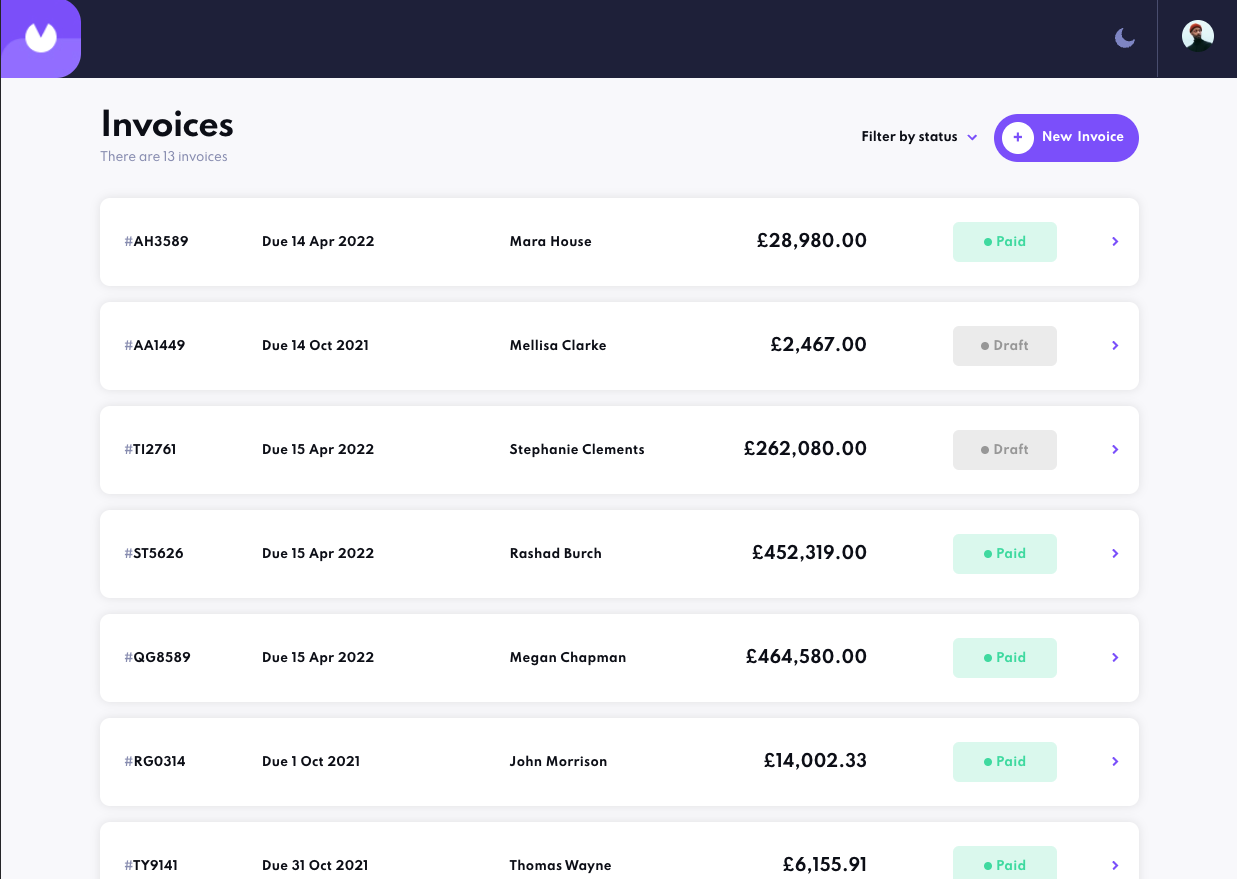 Invoices
There are 13 invoices
Filter by status
+ New Invoice
#AH3589 Due 14 Apr 2022 Mara House £28,980.00 Paid
#AA1449 Due 14 Oct 2021 Mellisa Clarke £2,467.00 Draft
#TI2761 Due 15 Apr 2022 Stephanie Clements £262,080.00 Draft
#ST5626 Due 15 Apr 2022 Rashad Burch £452,319.00 Paid
#QG8589 Due 15 Apr 2022 Megan Chapman £464,580.00 Paid
#RG0314 Due 1 Oct 2021 John Morrison £14,002.33 Paid
#TY9141 Due 31 Oct 2021 Thomas Wayne £6,155.91 Paid